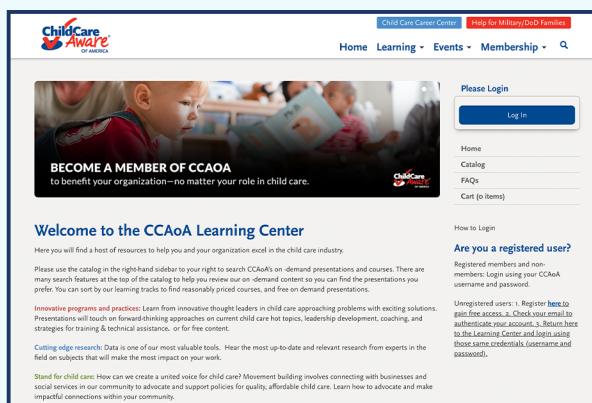 Child Care Career Center
Help for Military/DoD Families
ChildCare
Aware®
OF AMERICA
Home Learning Events Membership
BECOME A MEMBER OF CCAOA
to benefit your organization—no matter your role in child care.
ChildCare
Aware
OF AMERICA
Please Login
Log In
Home
Catalog
FAQs
Cart (0 items)
Welcome to the CCAoA Learning Center
Here you will find a host of resources to help you and your organization excel in the child care industry.
Please use the catalog in the right-hand sidebar to your right to search CCAoA's on -demand presentations and courses. There are
many search features at the top of the catalog to help you review our on -demand content so you can find the presentations you
prefer. You can sort by our learning tracks to find reasonably priced courses, and free on demand presentations.
Innovative programs and practices: Learn from innovative thought leaders in child care approaching problems with exciting solutions.
Presentations will touch on forward-thinking approaches on current child care hot topics, leadership development, coaching, and
strategies for training & technical assistance. or for free content.
Cutting edge research: Data is one of our most valuable tools. Hear the most up-to-date and relevant research from experts in the
field on subjects that will make the most impact on your work.
Stand for child care: How can we create a united voice for child care? Movement building involves connecting with businesses and
social services in our community to advocate and support policies for quality, affordable child care. Learn how to advocate and make
impactful connections within your community.
How to Login
Are you a registered user?
Registered members and non-
members: Login using your CCAoA
username and password.
Unregistered users: 1. Register here to
gain free access. 2. Check your email to
authenticate your account. 3. Return here
to the Learning Center and login using
those same credentials (username and
password).